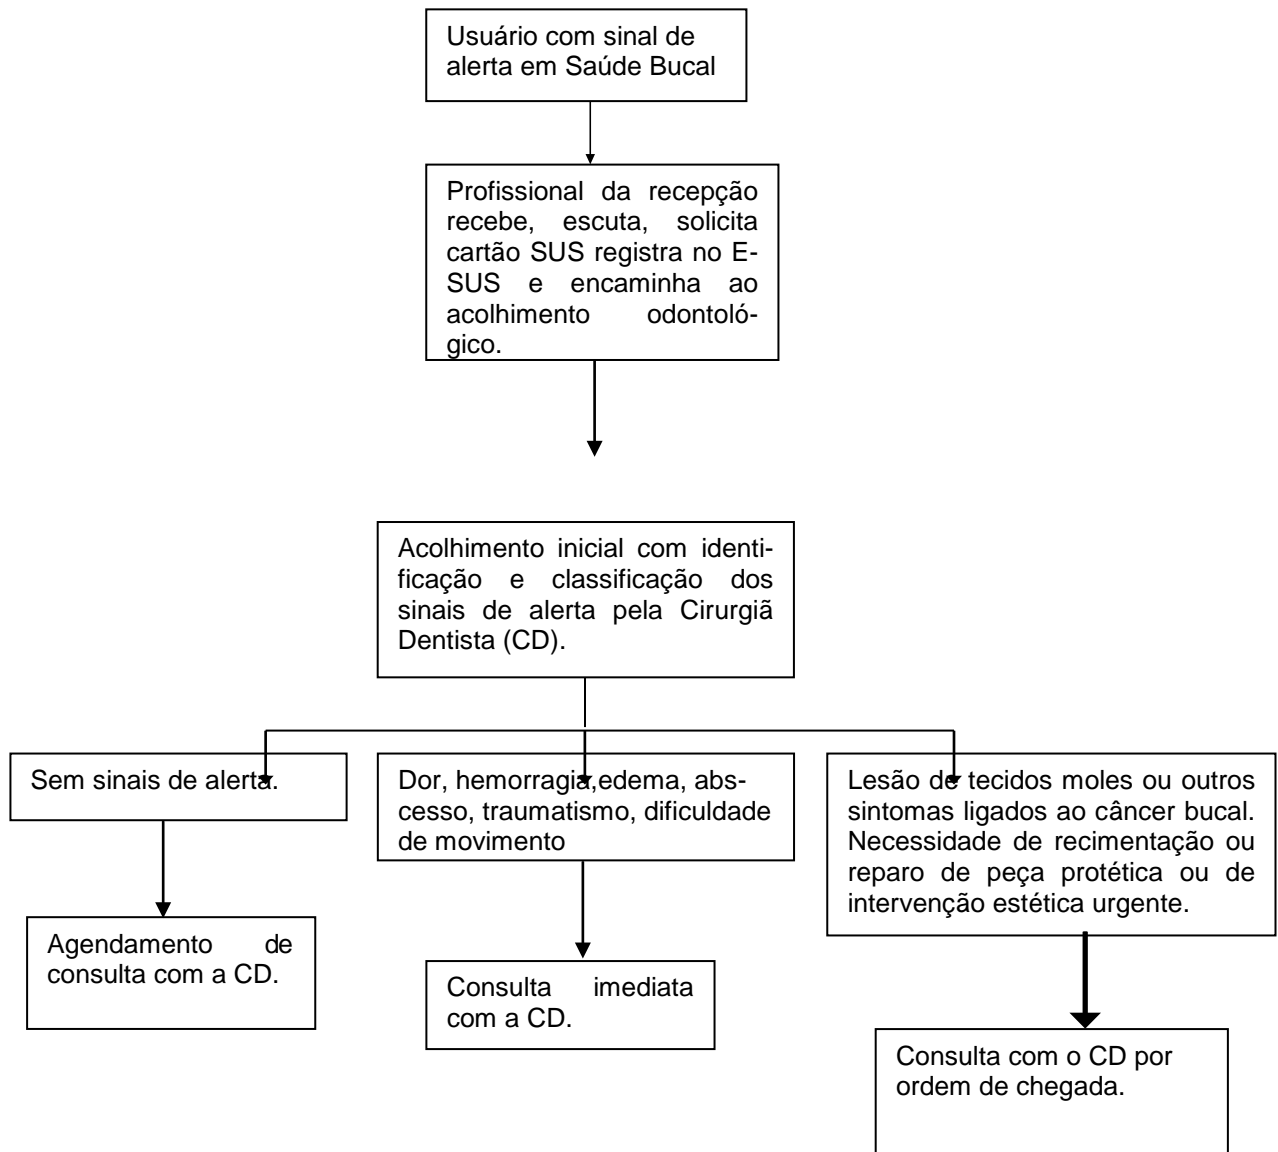 Usuário com sinal de
alerta em Saúde Bucal
Profissional da recepção
recebe, escuta, solicita
cartão SUS registra no E-
SUS e encaminha ao
acolhimento odontoló-
gico.
Acolhimento inicial com identi-
ficação e classificação dos
sinais de alerta pela Cirurgiã
Dentista (CD).
Sem sinais de alerta.
Dor, hemorragia,edema, abs-
cesso, traumatismo, dificuldade
de movimento
Lesão de tecidos moles ou outros
sintomas ligados ao câncer bucal.
Necessidade de recimentação ou
reparo de peça protética ou de
intervenção estética urgente.
Agendamento de
consulta com a CD.
Consulta imediata
com a CD.
Consulta com o CD por
ordem de chegada.